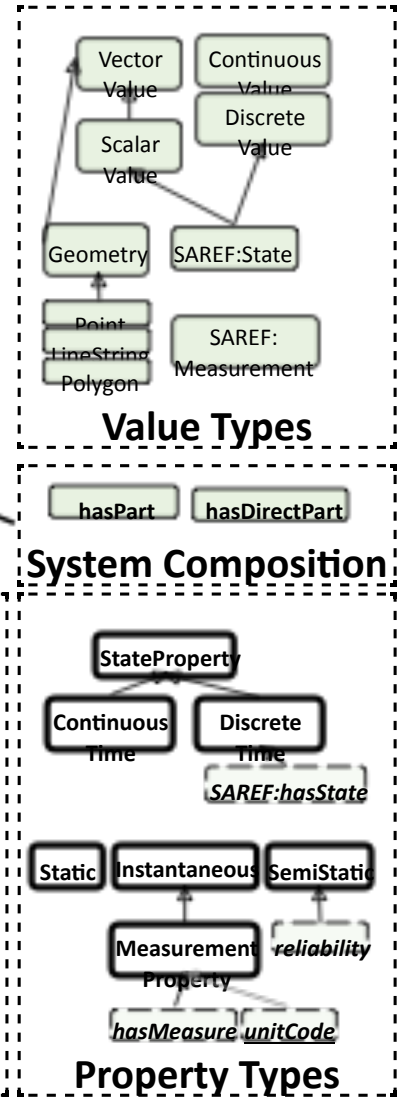 Vector
Value
Continuous
Value
Discrete
Value
Scalar
Value
Geometry
SAREF:State
Point
LineString
Polygon
SAREF:
Measurement
Value Types
hasPart
hasDirectPart
System Composition
StateProperty
Continuous
Time
Discrete
Time
SAREF:hasState
Static
Instantaneous
SemiStatic
Measurement
Property
reliability
hasMeasure
unitCode
Property Types